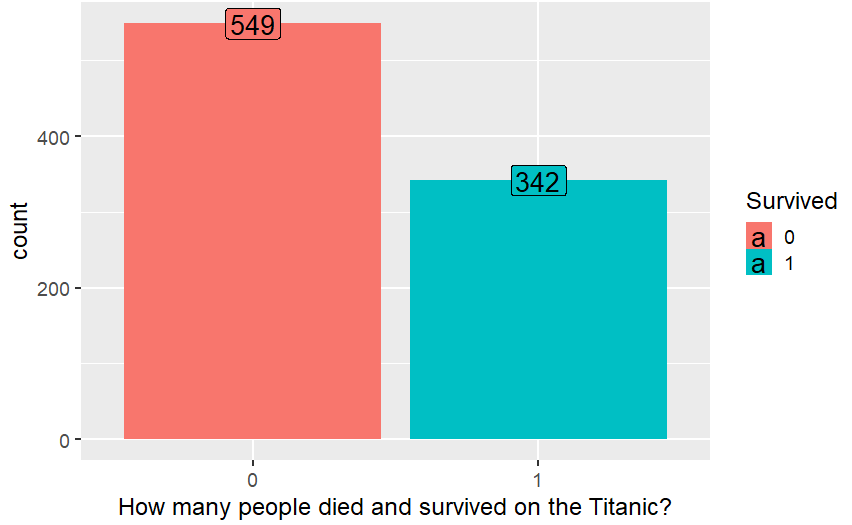 549
342
400
200
0
count
0
1
How many people died and survived on the Titanic?
Survived
a 0
a 1